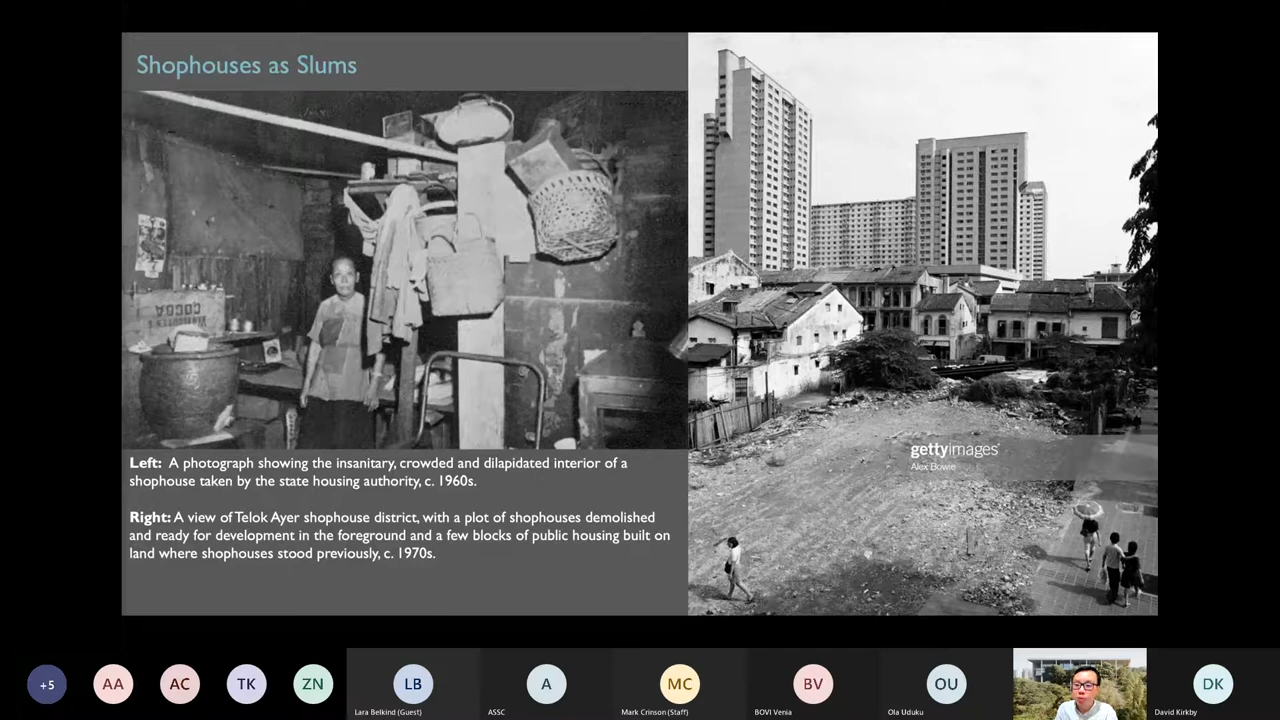 Shophouses as Slums
COCOA
Left: A photograph showing the insanitary, crowded and dilapidated interior of a
shophouse taken by the state housing authority, c. 1960s.
Right: A view of Telok Ayer shophouse district, with a plot of shophouses demolished
and ready for development in the foreground and a few blocks of public housing built on
land where shophouses stood previously, c. 1970s.
gettyimages®
Alex Bowie
+5
AA
AC
TK
ZN
LB
A
MC
BV
OU
DK
Lara Belkind (Guest)
ASSC
Mark Crinson (Staff)
BOVI Venia
Ola Uduku
David Kirkby